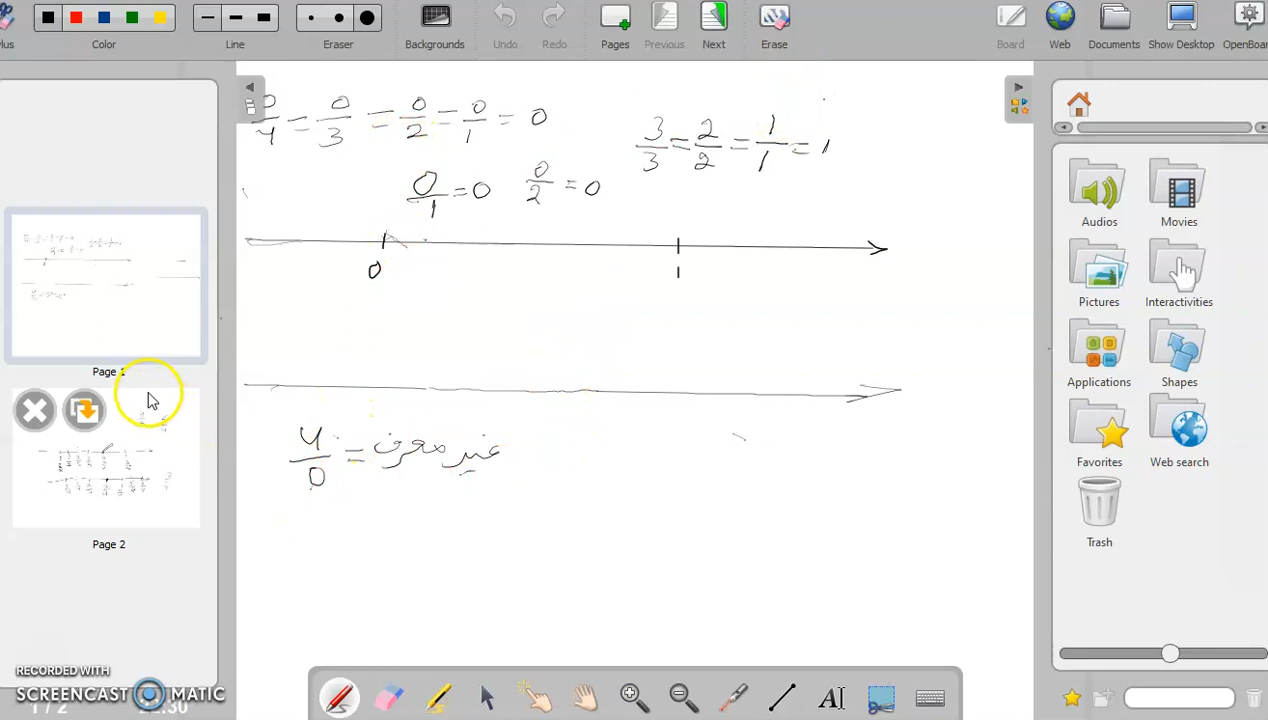 Color Line Eraser Backgrounds Undo Redo Pages Previous Next Erase Board Web Documents Show Desktop OpenBoar
0/4 = 0/3 = 0/2 = 0/1 = 0
3/3 = 2/2 = 1/1 = 1
0/1 = 0 0/2 = 0
0 1
4/0 = غير معرف
Page 1
Page 2
Audios Movies
Pictures Interactivities
Applications Shapes
Favorites Web search
Trash
RECORDED WITH
SCREENCAST MATIC
1 / 2